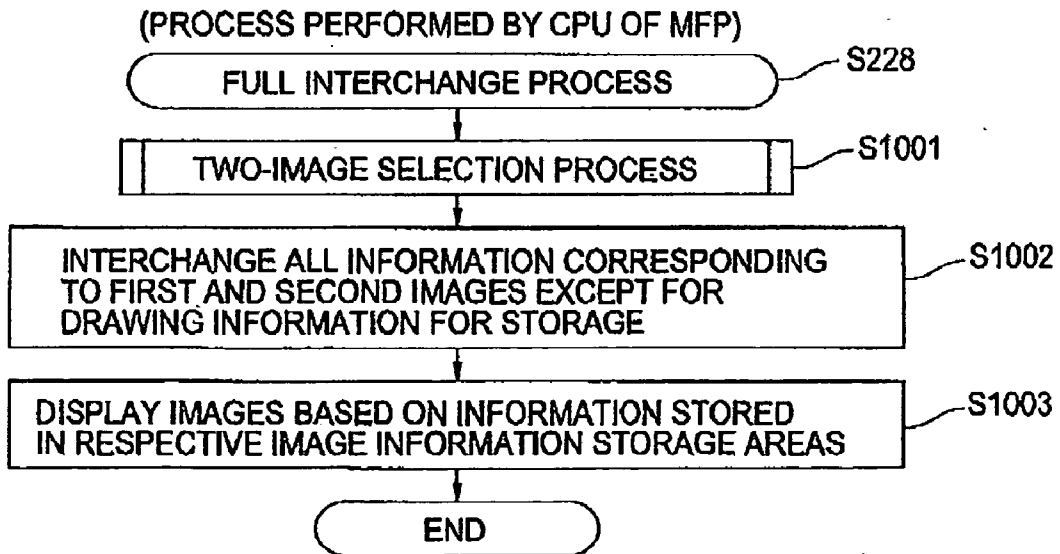 (PROCESS PERFORMED BY CPU OF MFP)
FULL INTERCHANGE PROCESS
S228
TWO-IMAGE SELECTION PROCESS
S1001
INTERCHANGE ALL INFORMATION CORRESPONDING
TO FIRST AND SECOND IMAGES EXCEPT FOR
DRAWING INFORMATION FOR STORAGE
S1002
DISPLAY IMAGES BASED ON INFORMATION STORED
IN RESPECTIVE IMAGE INFORMATION STORAGE AREAS
S1003
END